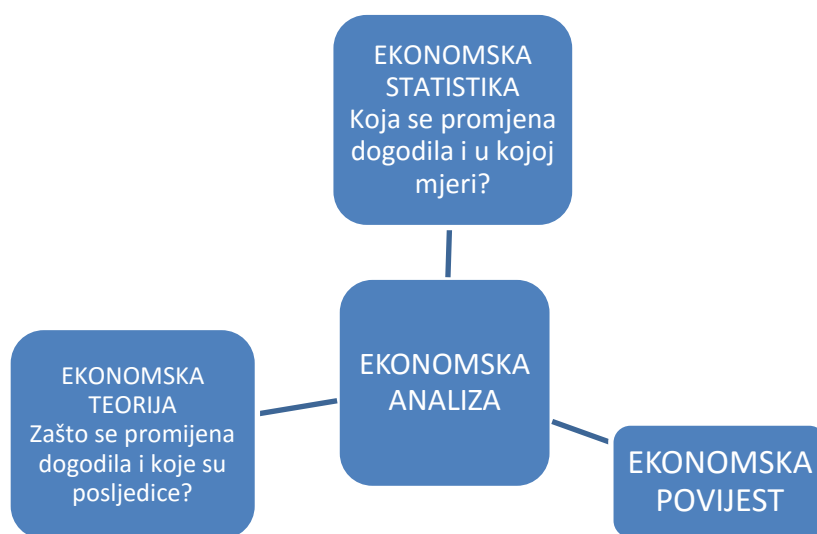 EKONOMSKA
STATISTIKA
Koja se promjena
dogodila i u kojoj
mjeri?
EKONOMSKA
ANALIZA
EKONOMSKA
TEORIJA
Zašto se promijena
dogodila i koje su
posljedice?
EKONOMSKA
POVIJEST